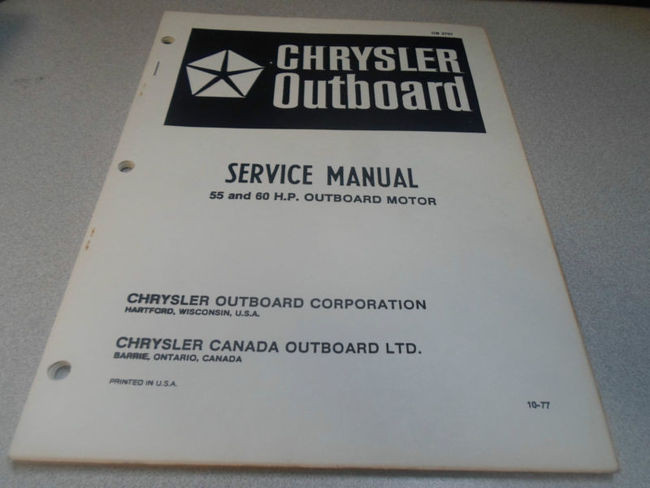 CHRYSLER
Outboard
SERVICE MANUAL
55 and 60 H.P. OUTBOARD MOTOR
CHRYSLER OUTBOARD CORPORATION
HARTFORD, WISCONSIN, U.S.A.
CHRYSLER CANADA OUTBOARD LTD.
BARRIE, ONTARIO, CANADA
PRINTED IN U.S.A.
10-77